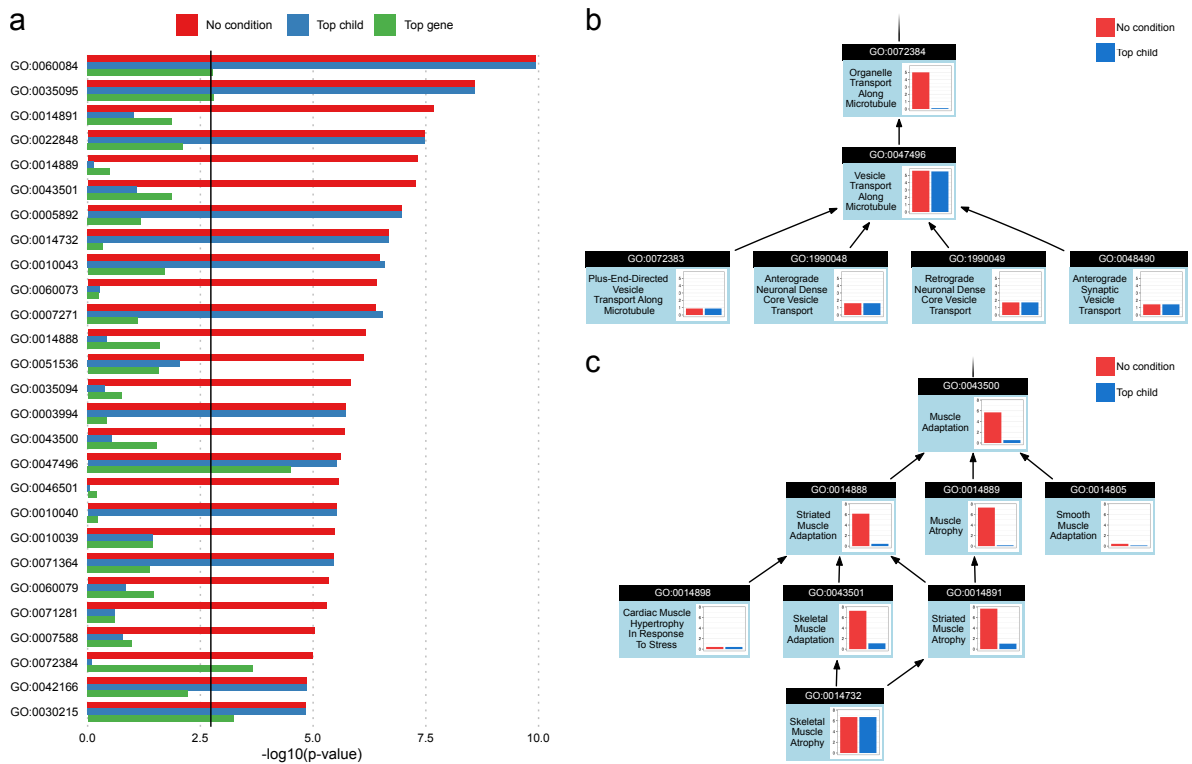 a
No condition
Top child
Top gene
GO:0060084
GO:0035095
GO:0014891
GO:0022848
GO:0014889
GO:0043501
GO:0005892
GO:0014732
GO:0010043
GO:0060073
GO:0007271
GO:0014888
GO:0051536
GO:0035094
GO:0003994
GO:0043500
GO:0047496
GO:0046501
GO:0010040
GO:0010039
GO:0071364
GO:0060079
GO:0071281
GO:0007588
GO:0072384
GO:0042166
GO:0030215
0.0 2.5 5.0 7.5 10.0
-log10(p-value)
b
No condition
Top child
GO:0072384
Organelle
Transport
Along
Microtubule
GO:0047496
Vesicle
Transport
Along
Microtubule
GO:0072383
Plus-End-Directed
Vesicle
Transport Along
Microtubule
GO:1990048
Anterograde
Neuronal Dense
Core Vesicle
Transport
GO:1990049
Retrograde
Neuronal Dense
Core Vesicle
Transport
GO:0048490
Anterograde
Synaptic
Vesicle
Transport
c
No condition
Top child
GO:0043500
Muscle
Adaptation
GO:0014888
Striated
Muscle
Adaptation
GO:0014889
Muscle
Atrophy
GO:0014805
Smooth
Muscle
Adaptation
GO:0014898
Cardiac Muscle
Hypertrophy
In Response
To Stress
GO:0043501
Skeletal
Muscle
Adaptation
GO:0014891
Striated
Muscle
Atrophy
GO:0014732
Skeletal
Muscle
Atrophy